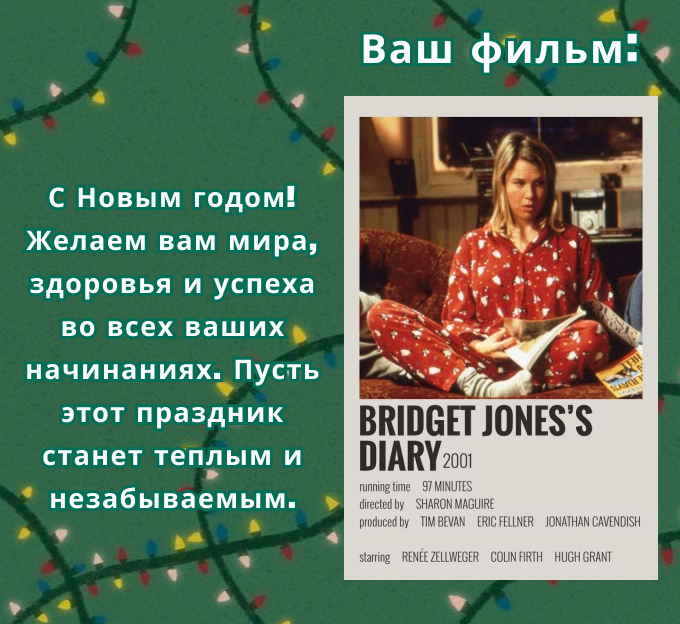 Ваш фильм:
С Новым годом!
Желаем вам мира,
здоровья и успеха
во всех ваших
начинаниях. Пусть
этот праздник
станет теплым и
незабываемым.
BRIDGET JONES’S
DIARY 2001
running time 97 MINUTES
directed by SHARON MAGUIRE
produced by TIM BEVAN ERIC FELLNER JONATHAN CAVENDISH
starring RENÉE ZELLWEGER COLIN FIRTH HUGH GRANT